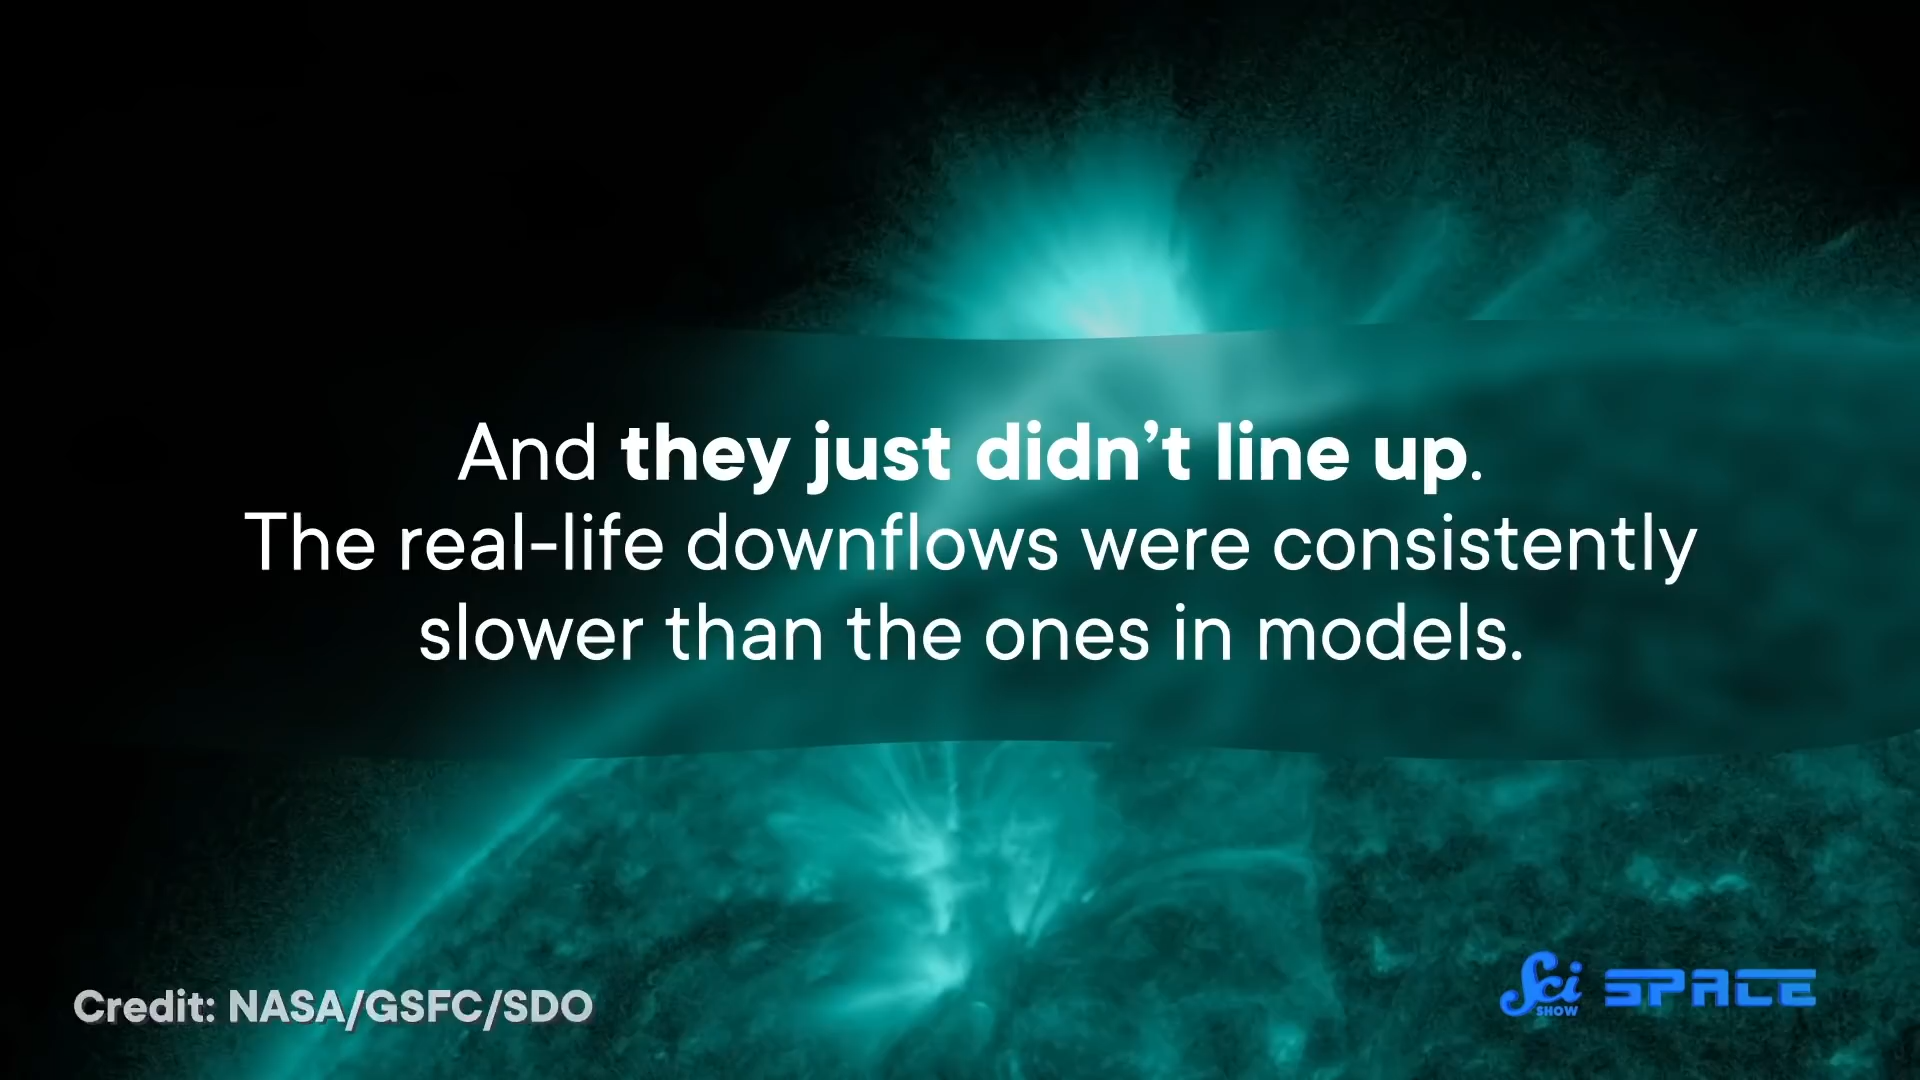 And they just didn’t line up.
The real-life downflows were consistently
slower than the ones in models.
Credit: NASA/GSFC/SDO
Sci SHOW SPACE